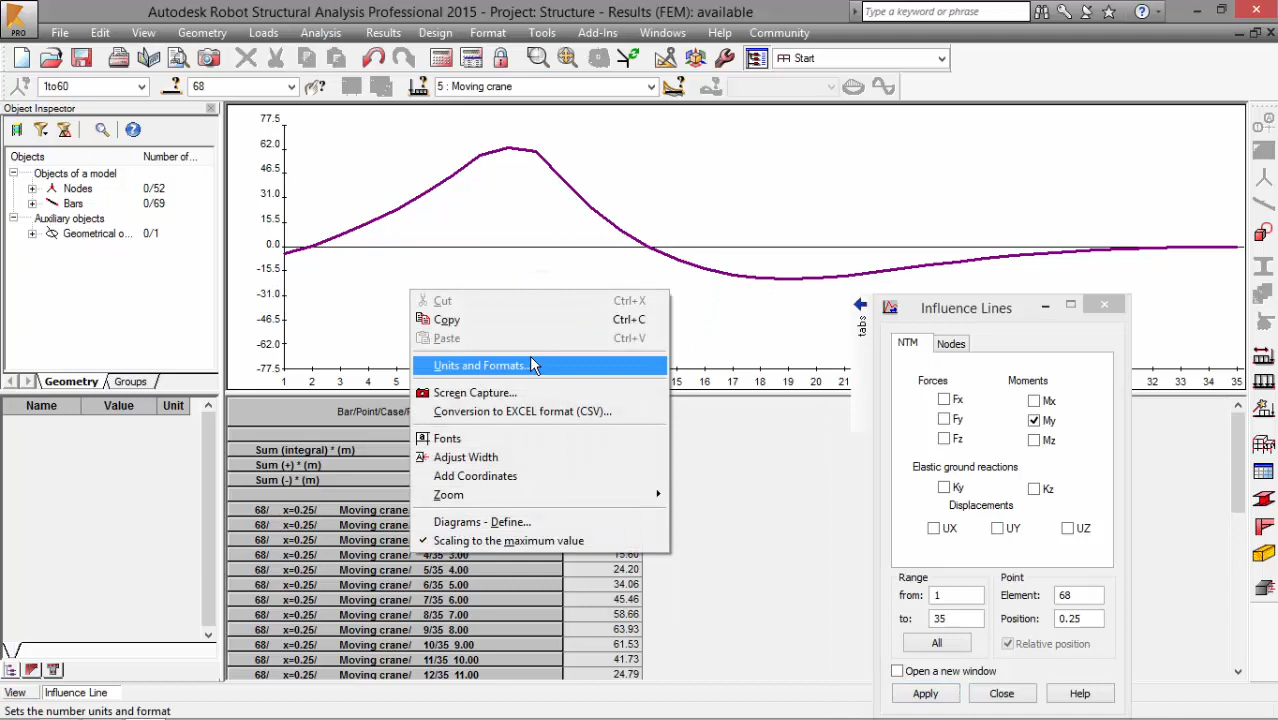 Autodesk Robot Structural Analysis Professional 2015 - Project: Structure - Results (FEM): available
Type a keyword or phrase
PRO
File Edit View Geometry Loads Analysis Results Design Format Tools Add-Ins Windows Help Community
Start
1to60
68
5 : Moving crane
Object Inspector
Objects Number of...
Objects of a model
Nodes 0/52
Bars 0/69
Auxiliary objects
Geometrical o... 0/1
Geometry Groups
Name Value Unit
View Influence Line
Sets the number units and format
77.5
62.0
46.5
31.0
15.5
0.0
-15.5
-31.0
-46.5
-62.0
-77.5
1 2 15 16 17 18 19 20 21 32 33 34 35
Cut Ctrl+X
Copy Ctrl+C
Paste Ctrl+V
Units and Formats...
Screen Capture...
Conversion to EXCEL format (CSV)...
Fonts
Adjust Width
Add Coordinates
Zoom
Diagrams - Define...
Scaling to the maximum value
Bar/Point/Case/
Sum (integral) * (m)
Sum (+) * (m)
Sum (-) * (m)
68/ x=0.25/ Moving crane/
68/ x=0.25/ Moving crane/
68/ x=0.25/ Moving crane/
68/ x=0.25/ Moving crane/ 4/35 3.00 15.60
68/ x=0.25/ Moving crane/ 5/35 4.00 24.20
68/ x=0.25/ Moving crane/ 6/35 5.00 34.06
68/ x=0.25/ Moving crane/ 7/35 6.00 45.46
68/ x=0.25/ Moving crane/ 8/35 7.00 58.66
68/ x=0.25/ Moving crane/ 9/35 8.00 63.93
68/ x=0.25/ Moving crane/ 10/35 9.00 61.53
68/ x=0.25/ Moving crane/ 11/35 10.00 41.73
68/ x=0.25/ Moving crane/ 12/35 11.00 24.79
tabs
Influence Lines
NTM Nodes
Forces Moments
Fx Mx
Fy My
Fz Mz
Elastic ground reactions
Ky Kz
Displacements
UX UY UZ
Range Point
from: 1 Element: 68
to: 35 Position: 0.25
All Relative position
Open a new window
Apply Close Help